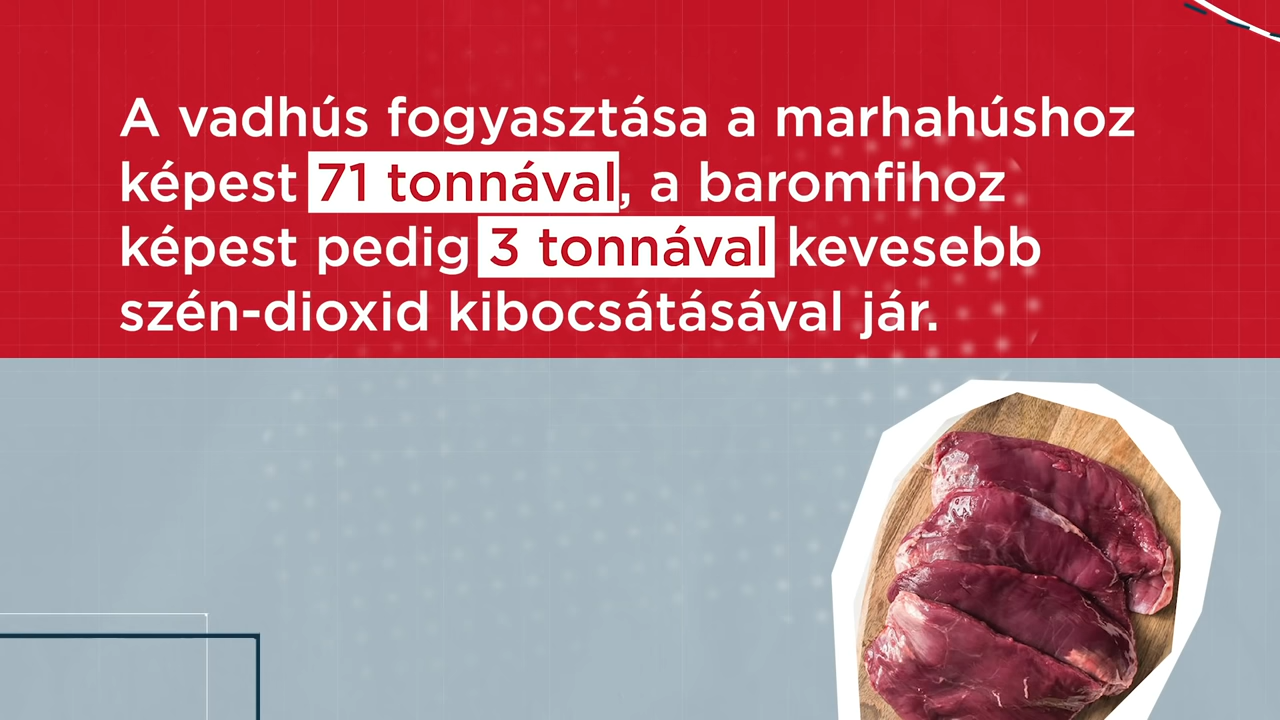 A vadhús fogyasztása a marhahúshoz
képest 71 tonnával, a baromfihoz
képest pedig 3 tonnával kevesebb
szén-dioxid kibocsátásával jár.